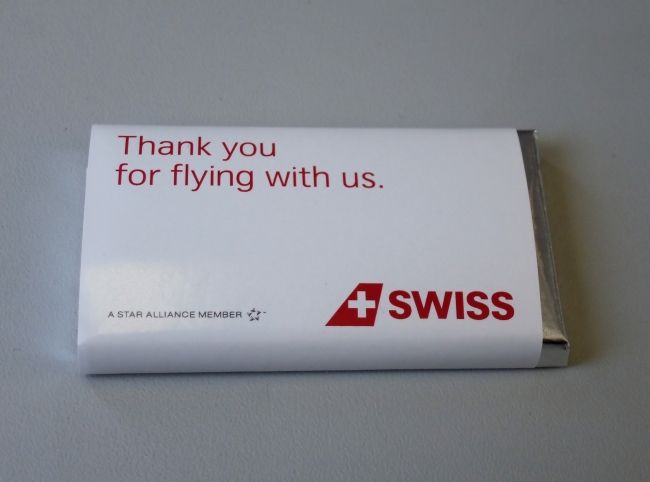 Thank you
for flying with us.
A STAR ALLIANCE MEMBER
SWISS